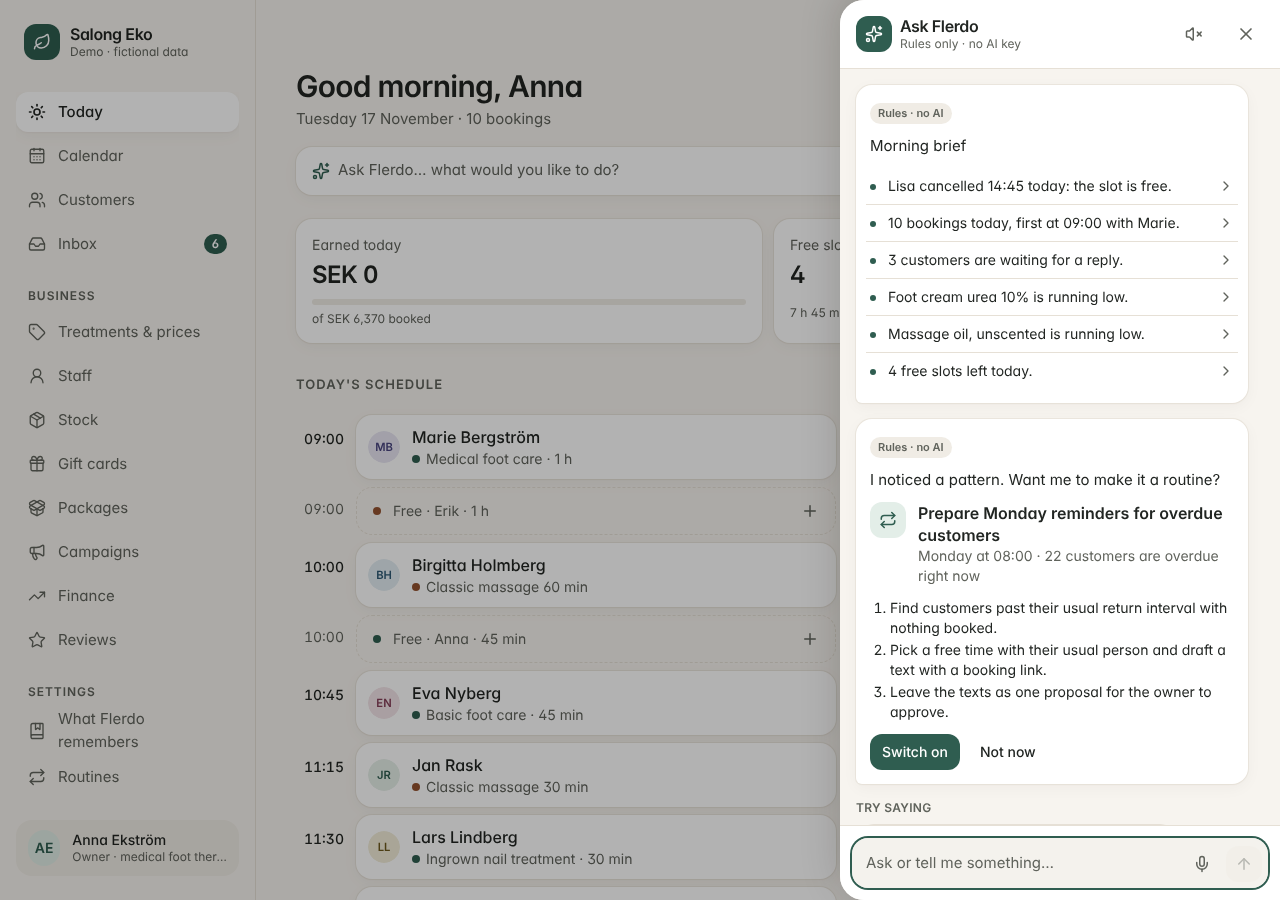 Salong Eko
Demo · fictional data
Today
Calendar
Customers
Inbox
6
BUSINESS
Treatments & prices
Staff
Stock
Gift cards
Packages
Campaigns
Finance
Reviews
SETTINGS
What Flerdo
remembers
Routines
AE
Anna Ekström
Owner · medical foot ther…
Good morning, Anna
Tuesday 17 November · 10 bookings
Ask Flerdo… what would you like to do?
Earned today
SEK 0
of SEK 6,370 booked
Free slo
4
7 h 45 m
TODAY'S SCHEDULE
09:00
MB
Marie Bergström
Medical foot care · 1 h
09:00
Free · Erik · 1 h
10:00
BH
Birgitta Holmberg
Classic massage 60 min
10:00
Free · Anna · 45 min
10:45
EN
Eva Nyberg
Basic foot care · 45 min
11:15
JR
Jan Rask
Classic massage 30 min
11:30
LL
Lars Lindberg
Ingrown nail treatment · 30 min
Ask Flerdo
Rules only · no AI key
Rules · no AI
Morning brief
Lisa cancelled 14:45 today: the slot is free.
10 bookings today, first at 09:00 with Marie.
3 customers are waiting for a reply.
Foot cream urea 10% is running low.
Massage oil, unscented is running low.
4 free slots left today.
Rules · no AI
I noticed a pattern. Want me to make it a routine?
Prepare Monday reminders for overdue
customers
Monday at 08:00 · 22 customers are overdue
right now
1. Find customers past their usual return interval with
nothing booked.
2. Pick a free time with their usual person and draft a
text with a booking link.
3. Leave the texts as one proposal for the owner to
approve.
Switch on
Not now
TRY SAYING
Ask or tell me something…